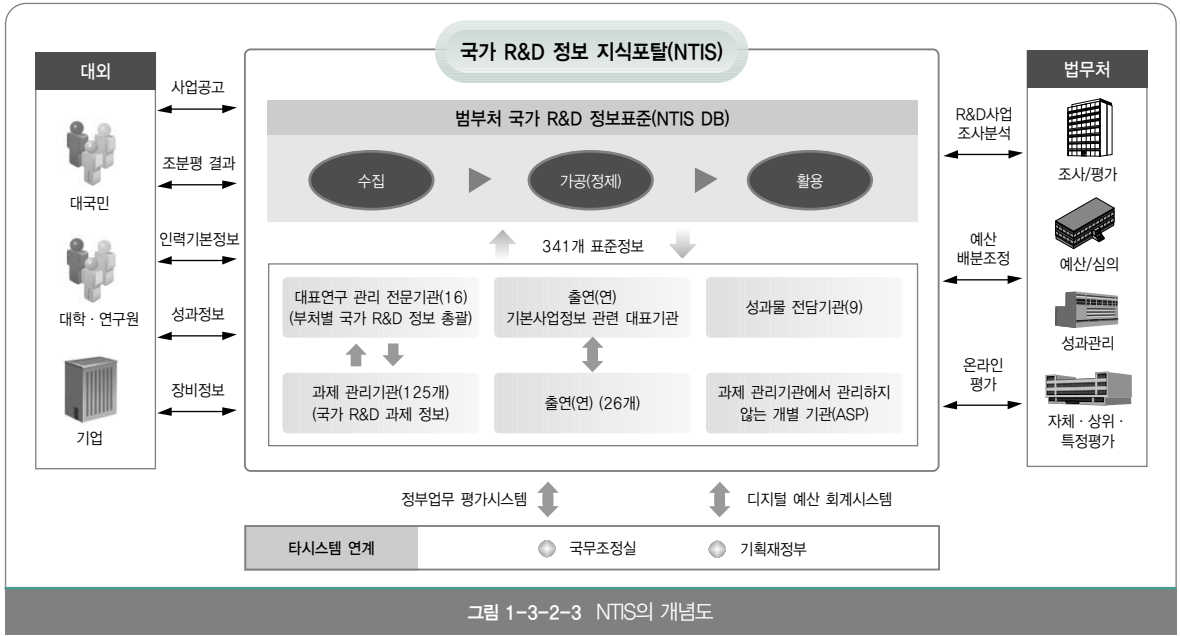 국가 R&D 정보 지식포탈(NTIS)
대외
사업공고
조분평 결과
인력기본정보
성과정보
장비정보
대국민
대학 · 연구원
기업
범부처 국가 R&D 정보표준(NTIS DB)
수집
가공(정제)
활용
341개 표준정보
대표연구 관리 전문기관(16)
(부처별 국가 R&D 정보 총괄)
출연(연)
기본사업정보 관련 대표기관
성과물 전담기관(9)
과제 관리기관(125개)
(국가 R&D 과제 정보)
출연(연) (26개)
과제 관리기관에서 관리하지
않는 개별 기관(ASP)
법무처
R&D사업
조사분석
예산
배분조정
온라인
평가
조사/평가
예산/심의
성과관리
자체 · 상위 ·
특정평가
정부업무 평가시스템
디지털 예산 회계시스템
타시스템 연계
국무조정실
기획재정부
그림 1-3-2-3 NTIS의 개념도